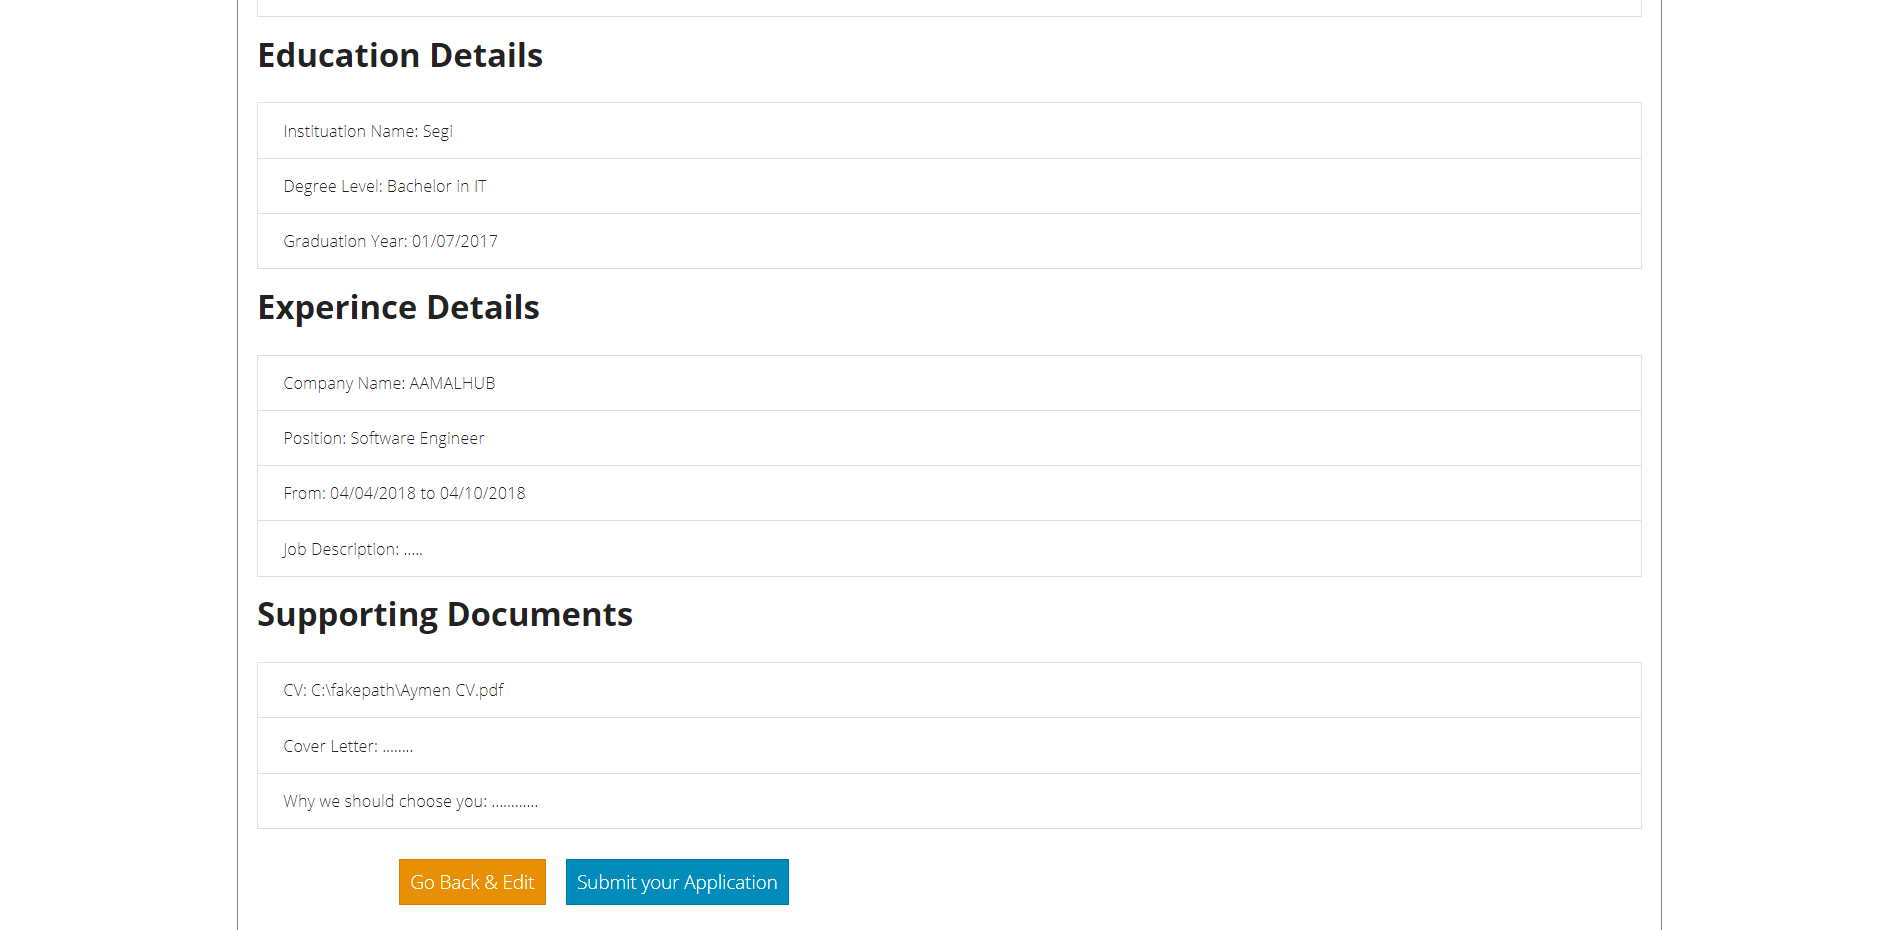 Education Details
Instituation Name: Segi
Degree Level: Bachelor in IT
Graduation Year: 01/07/2017
Experince Details
Company Name: AAMALHUB
Position: Software Engineer
From: 04/04/2018 to 04/10/2018
Job Description: .....
Supporting Documents
CV: C:\fakepath\Aymen CV.pdf
Cover Letter: ........
Why we should choose you: ............
Go Back & Edit Submit your Application